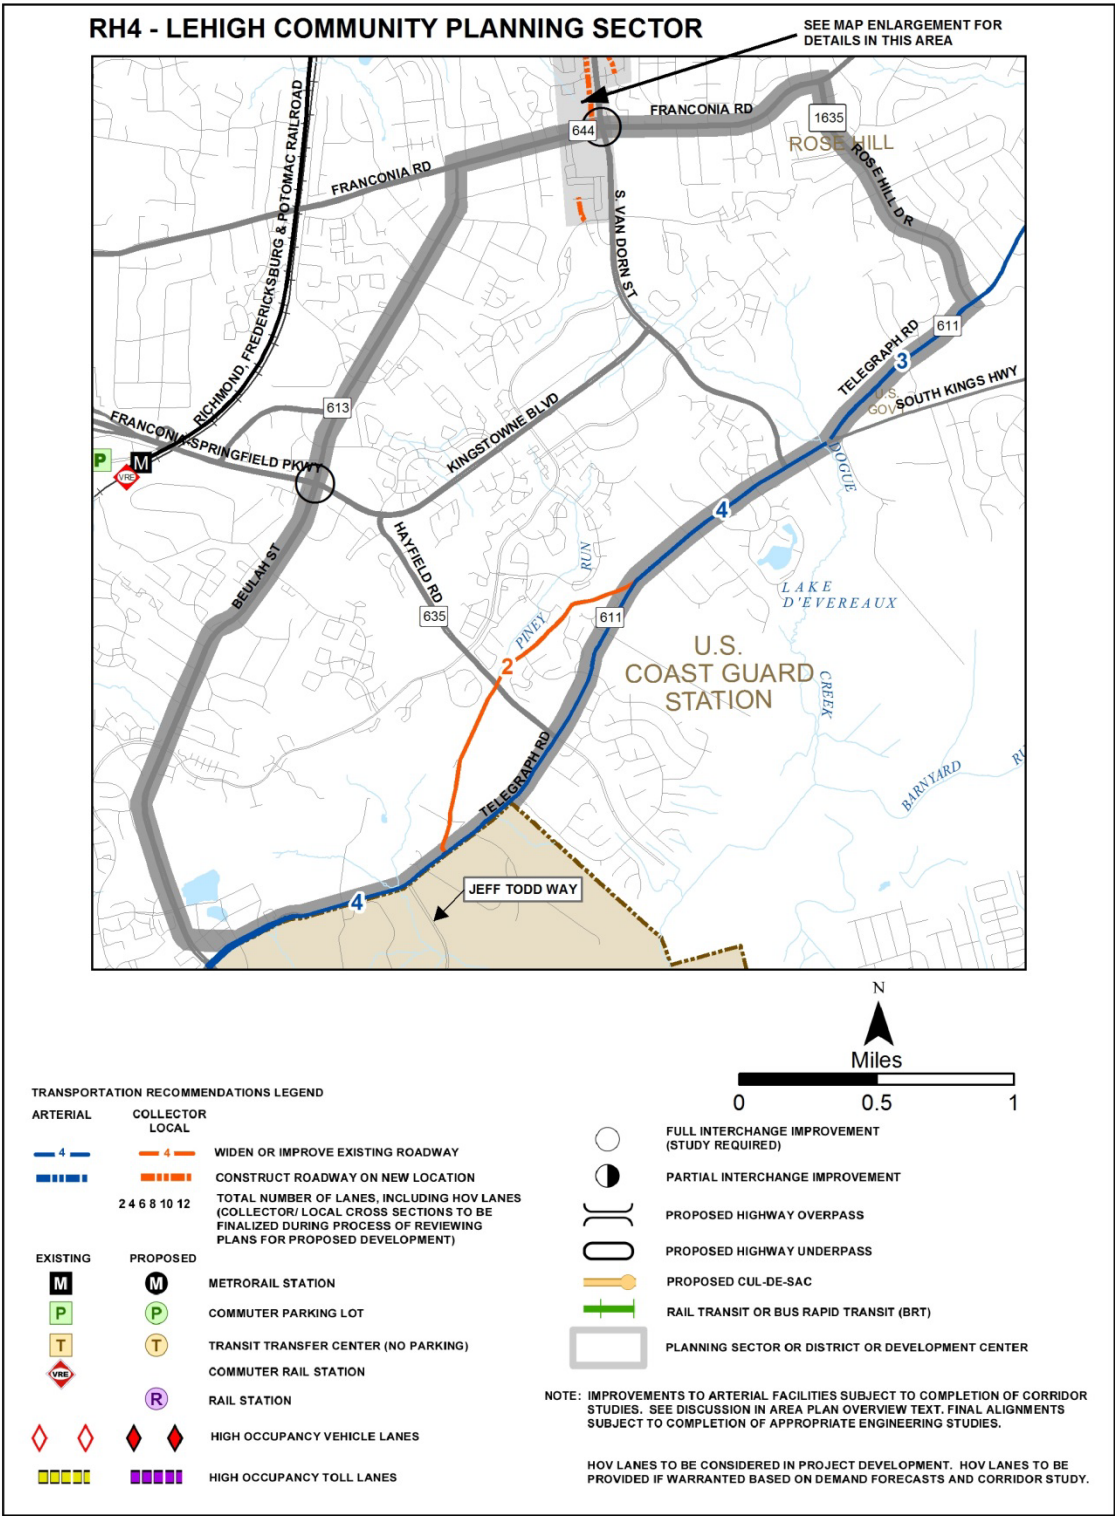 RH4 - LEHIGH COMMUNITY PLANNING SECTOR
SEE MAP ENLARGEMENT FOR
DETAILS IN THIS AREA
FRANCONIA RD
644
1635
ROSE HILL
ROSE HILL DR
FRANCONIA RD
RICHMOND, FREDERICKSBURG & POTOMAC RAILROAD
S. VAN DORN ST
611
TELEGRAPH RD
3
SOUTH KINGS HWY
U.S.
GOV'T
613
KINGSTOWNE BLVD
FRANCONIA-SPRINGFIELD PKWY
P
M
VRE
DOGUE
4
HAYFIELD RD
RUN
BEULAH ST
635
PINEY
611
LAKE
D'EVEREAUX
U.S.
COAST GUARD
STATION
2
CREEK
TELEGRAPH RD
BARNYARD
RU
JEFF TODD WAY
4
N
Miles
0 0.5 1
TRANSPORTATION RECOMMENDATIONS LEGEND
ARTERIAL
COLLECTOR
LOCAL
4 4 WIDEN OR IMPROVE EXISTING ROADWAY
CONSTRUCT ROADWAY ON NEW LOCATION
2 4 6 8 10 12 TOTAL NUMBER OF LANES, INCLUDING HOV LANES
(COLLECTOR/ LOCAL CROSS SECTIONS TO BE
FINALIZED DURING PROCESS OF REVIEWING
PLANS FOR PROPOSED DEVELOPMENT)
EXISTING PROPOSED
M M METRORAIL STATION
P P COMMUTER PARKING LOT
T T TRANSIT TRANSFER CENTER (NO PARKING)
VRE COMMUTER RAIL STATION
R RAIL STATION
HIGH OCCUPANCY VEHICLE LANES
HIGH OCCUPANCY TOLL LANES
FULL INTERCHANGE IMPROVEMENT
(STUDY REQUIRED)
PARTIAL INTERCHANGE IMPROVEMENT
PROPOSED HIGHWAY OVERPASS
PROPOSED HIGHWAY UNDERPASS
PROPOSED CUL-DE-SAC
RAIL TRANSIT OR BUS RAPID TRANSIT (BRT)
PLANNING SECTOR OR DISTRICT OR DEVELOPMENT CENTER
NOTE: IMPROVEMENTS TO ARTERIAL FACILITIES SUBJECT TO COMPLETION OF CORRIDOR
STUDIES. SEE DISCUSSION IN AREA PLAN OVERVIEW TEXT. FINAL ALIGNMENTS
SUBJECT TO COMPLETION OF APPROPRIATE ENGINEERING STUDIES.
HOV LANES TO BE CONSIDERED IN PROJECT DEVELOPMENT. HOV LANES TO BE
PROVIDED IF WARRANTED BASED ON DEMAND FORECASTS AND CORRIDOR STUDY.